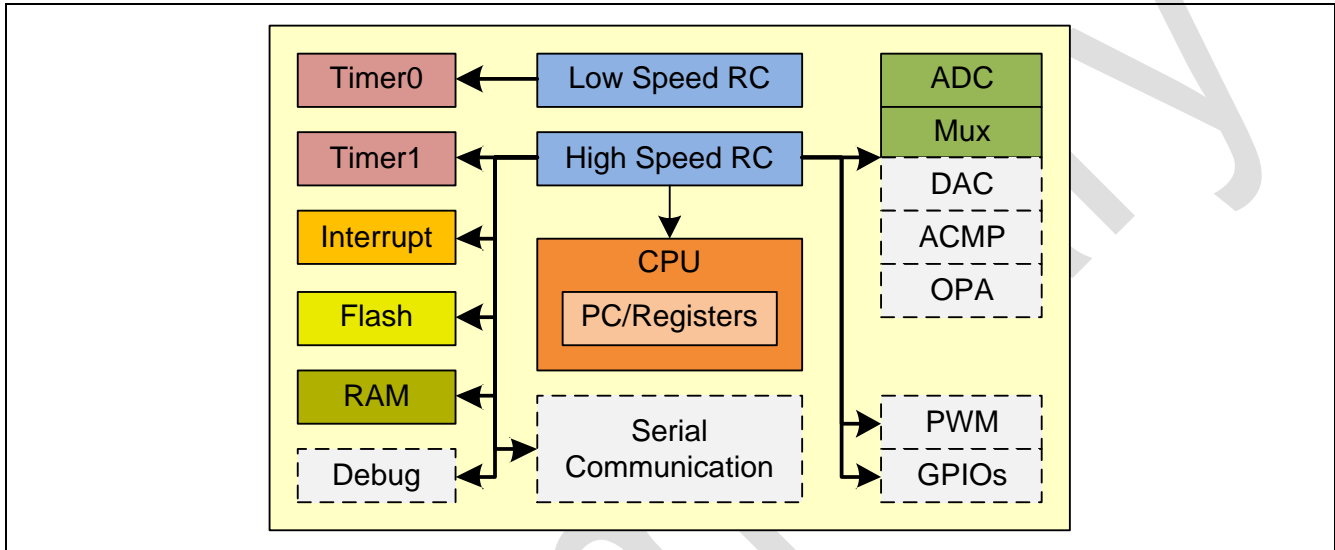 Timer0
Low Speed RC
ADC
Mux
Timer1
High Speed RC
DAC
Interrupt
ACMP
CPU
OPA
Flash
PC/Registers
RAM
Serial
Communication
PWM
Debug
GPIOs